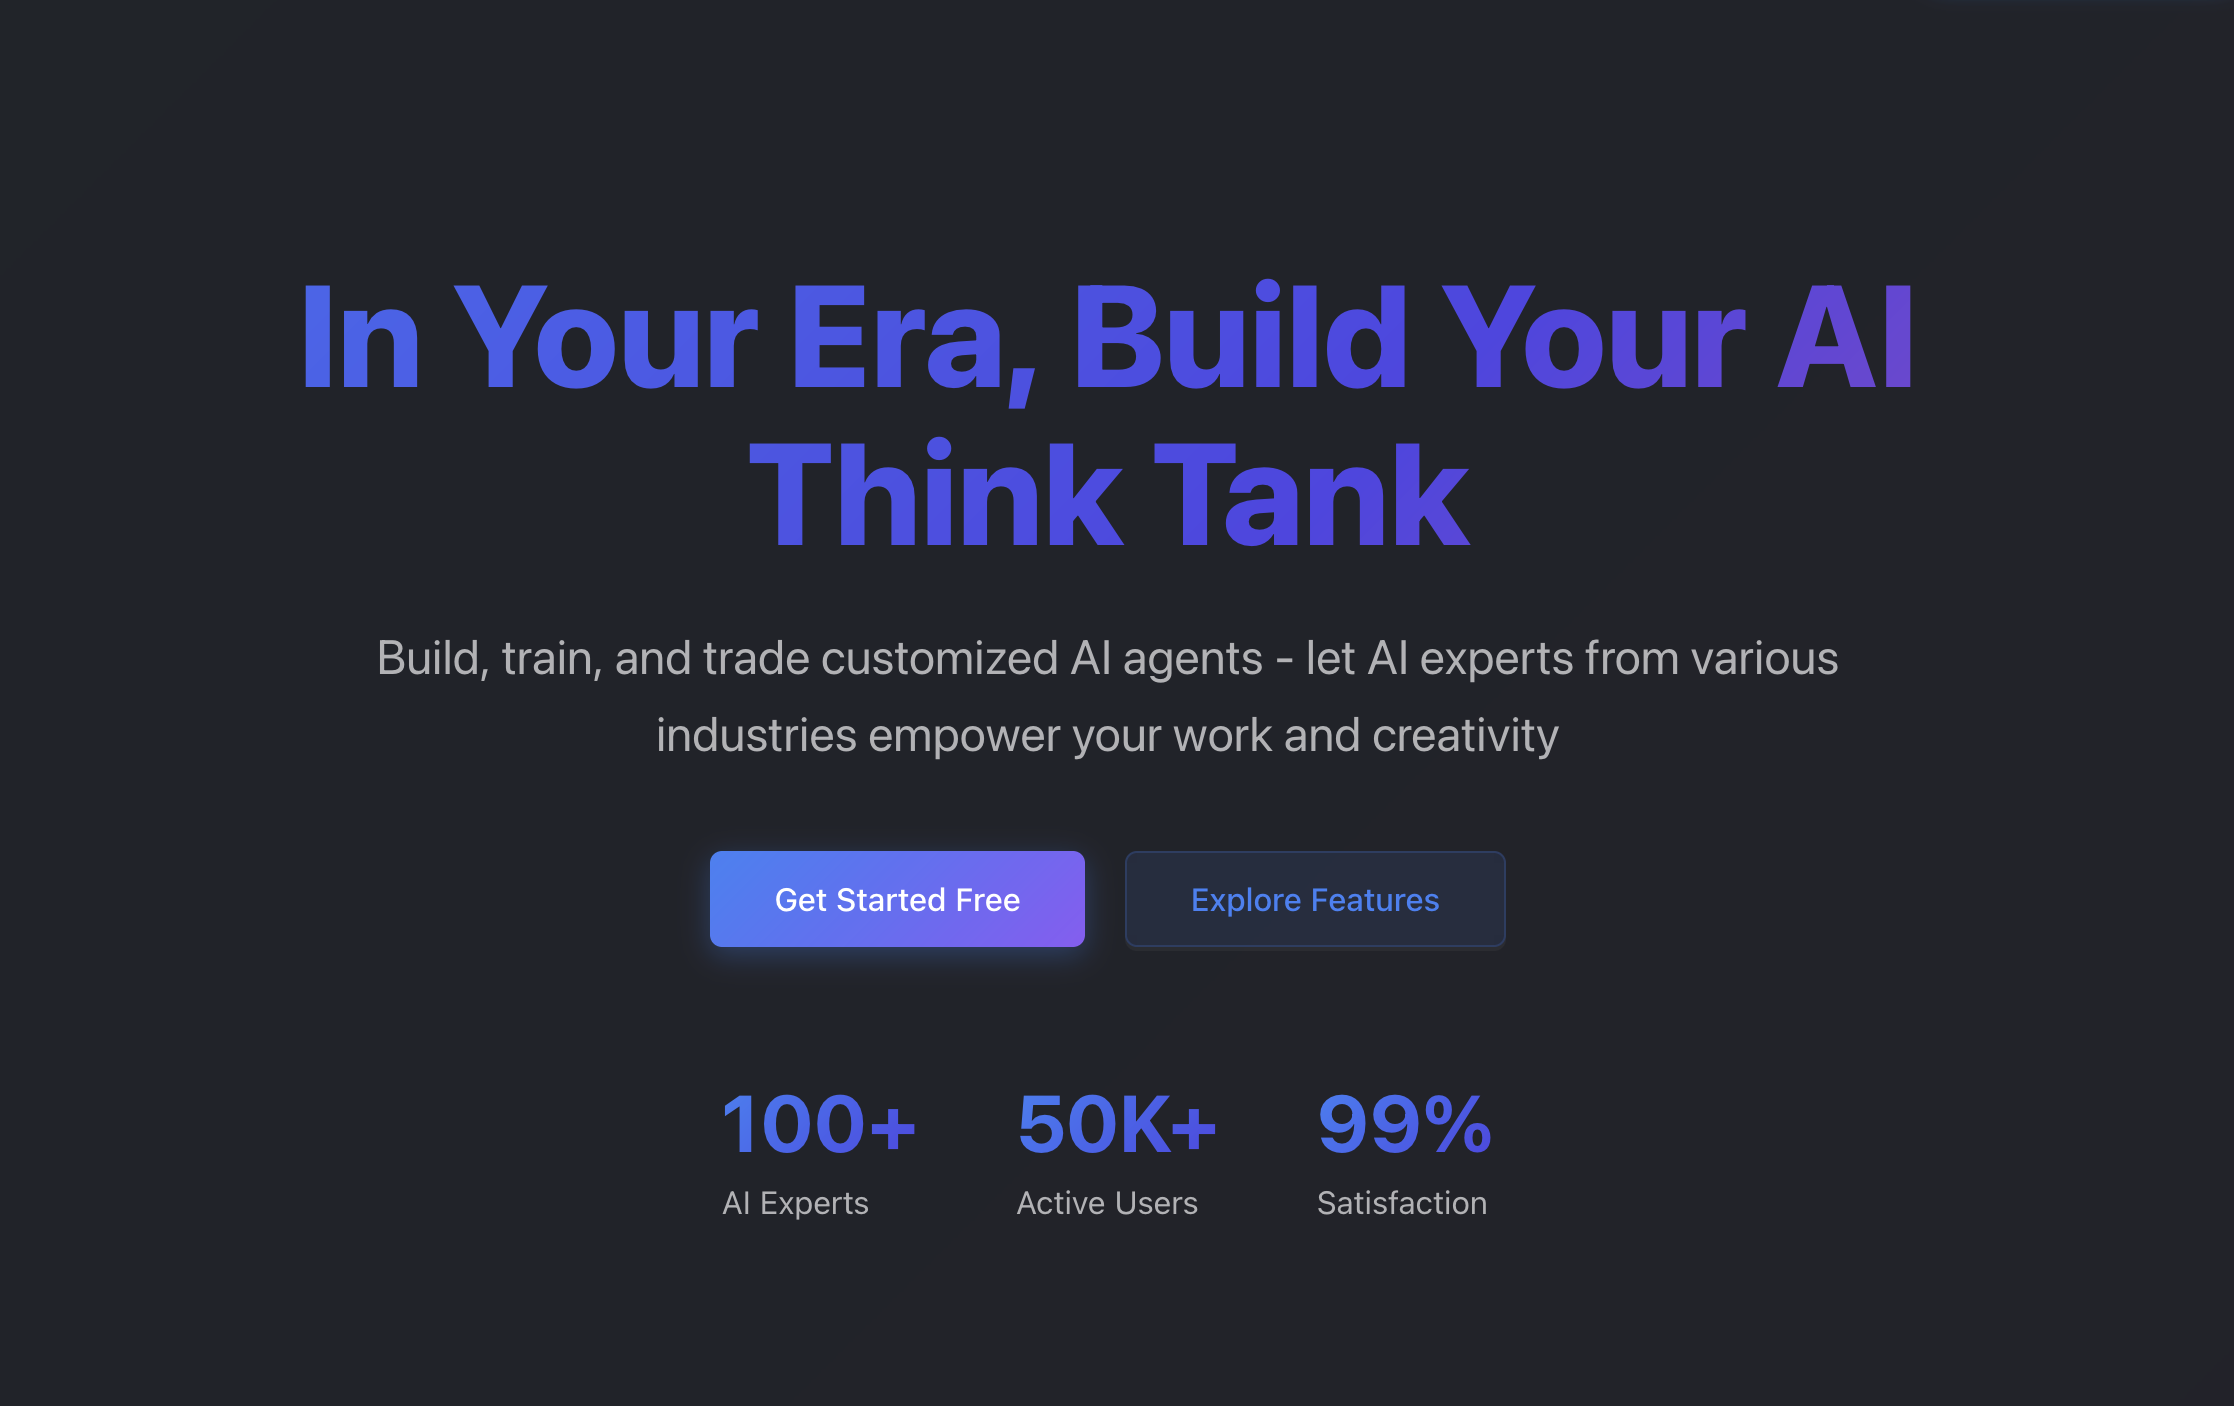 In Your Era, Build Your AI
Think Tank
Build, train, and trade customized AI agents - let AI experts from various
industries empower your work and creativity
Get Started Free
Explore Features
100+
AI Experts
50K+
Active Users
99%
Satisfaction